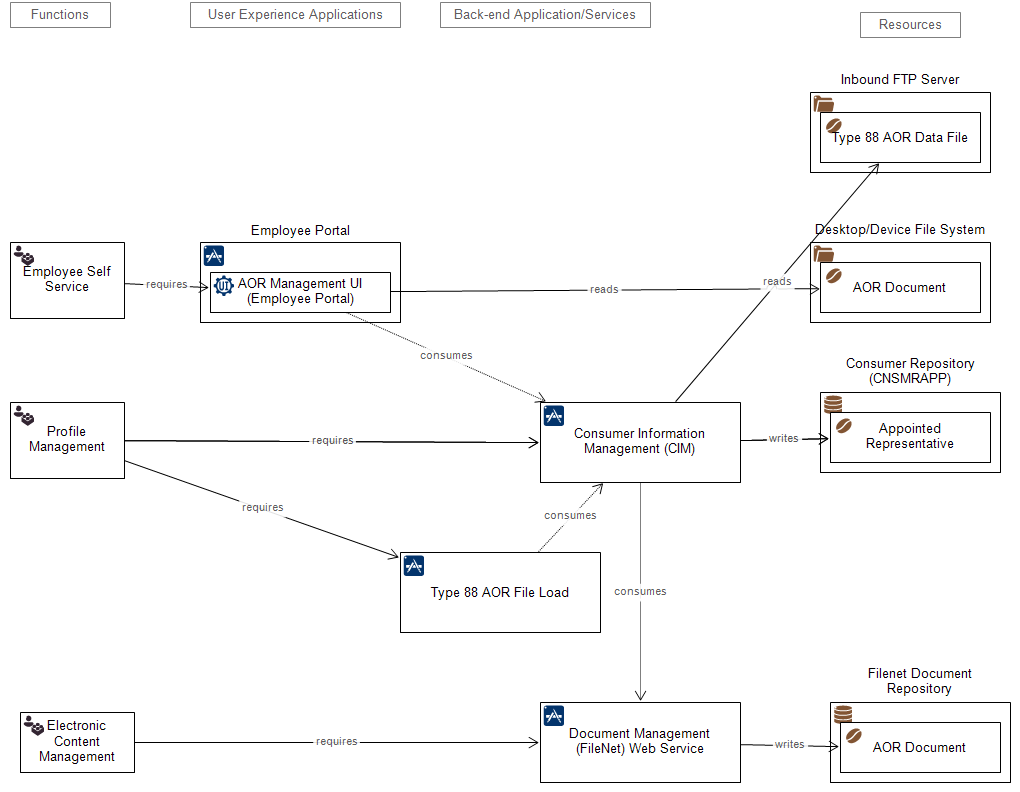 Functions
User Experience Applications
Back-end Application/Services
Resources
Inbound FTP Server
Type 88 AOR Data File
Employee Portal
Desktop/Device File System
Employee Self
Service
requires
AOR Management UI
(Employee Portal)
reads
reads
AOR Document
consumes
Consumer Repository
(CNSMRAPP)
Profile
Management
requires
Consumer Information
Management (CIM)
writes
Appointed
Representative
requires
consumes
Type 88 AOR File Load
consumes
Filenet Document
Repository
Electronic
Content
Management
requires
Document Management
(FileNet) Web Service
writes
AOR Document